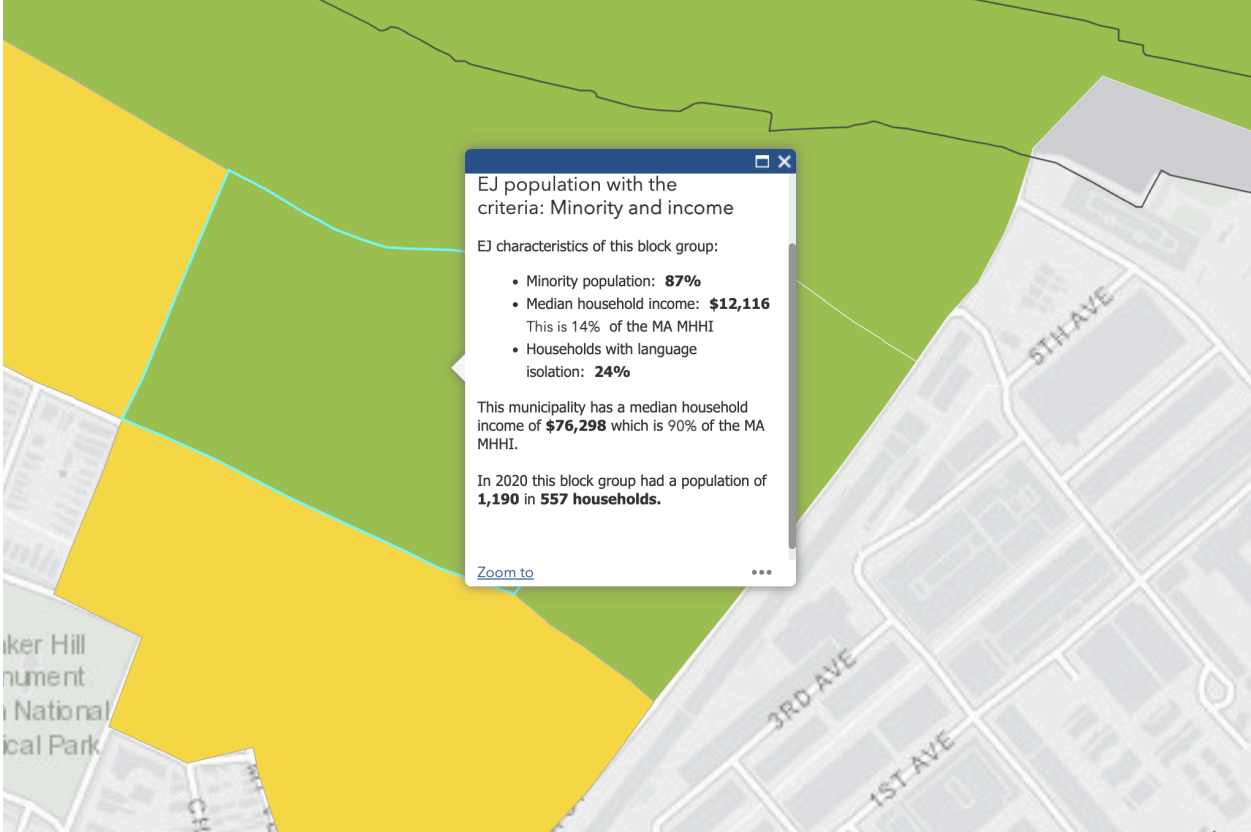 EJ population with the
criteria: Minority and income
EJ characteristics of this block group:
• Minority population: 87%
• Median household income: $12,116
This is 14% of the MA MHHI
• Households with language
isolation: 24%
This municipality has a median household
income of $76,298 which is 90% of the MA
MHHI.
In 2020 this block group had a population of
1,190 in 557 households.
Zoom to
5TH AVE
3RD AVE
1ST AVE
ker Hill
nument
National
ical Park
CH